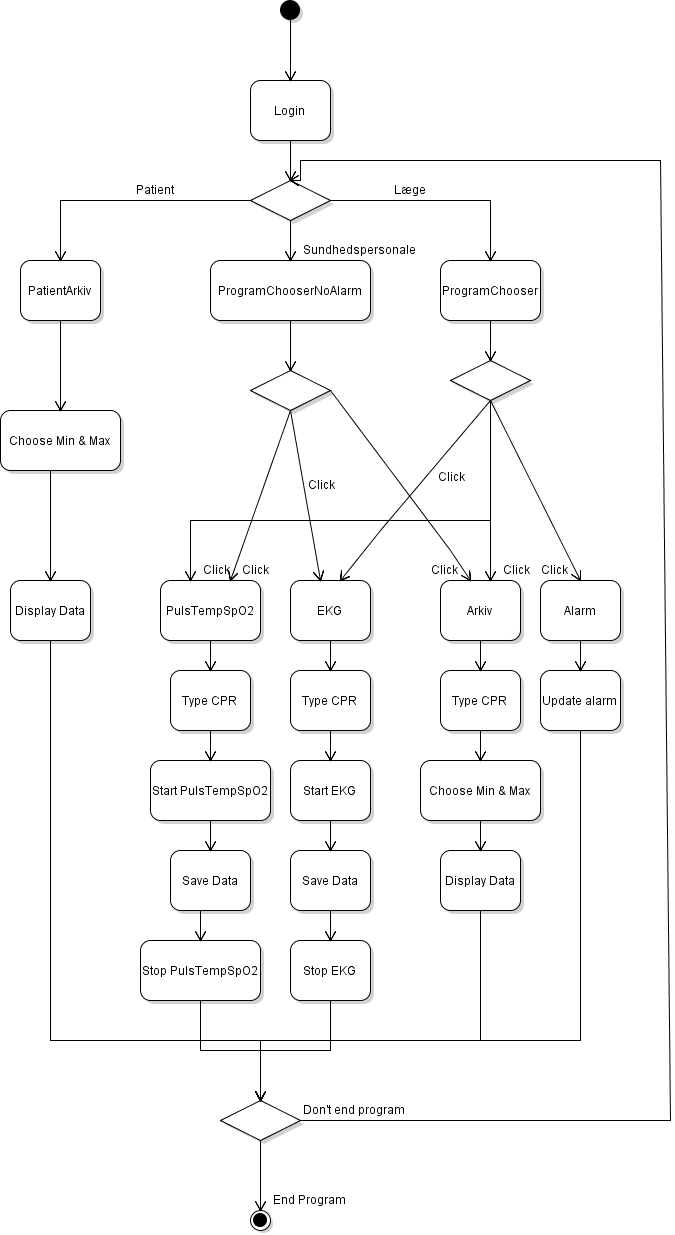 Login
Patient
Læge
Sundhedspersonale
PatientArkiv
ProgramChooserNoAlarm
ProgramChooser
Choose Min & Max
Click
Click
Click
Click
Click
Click
Click
Display Data
PulsTempSpO2
EKG
Arkiv
Alarm
Type CPR
Type CPR
Type CPR
Update alarm
Start PulsTempSpO2
Start EKG
Choose Min & Max
Save Data
Save Data
Display Data
Stop PulsTempSpO2
Stop EKG
Don't end program
End Program